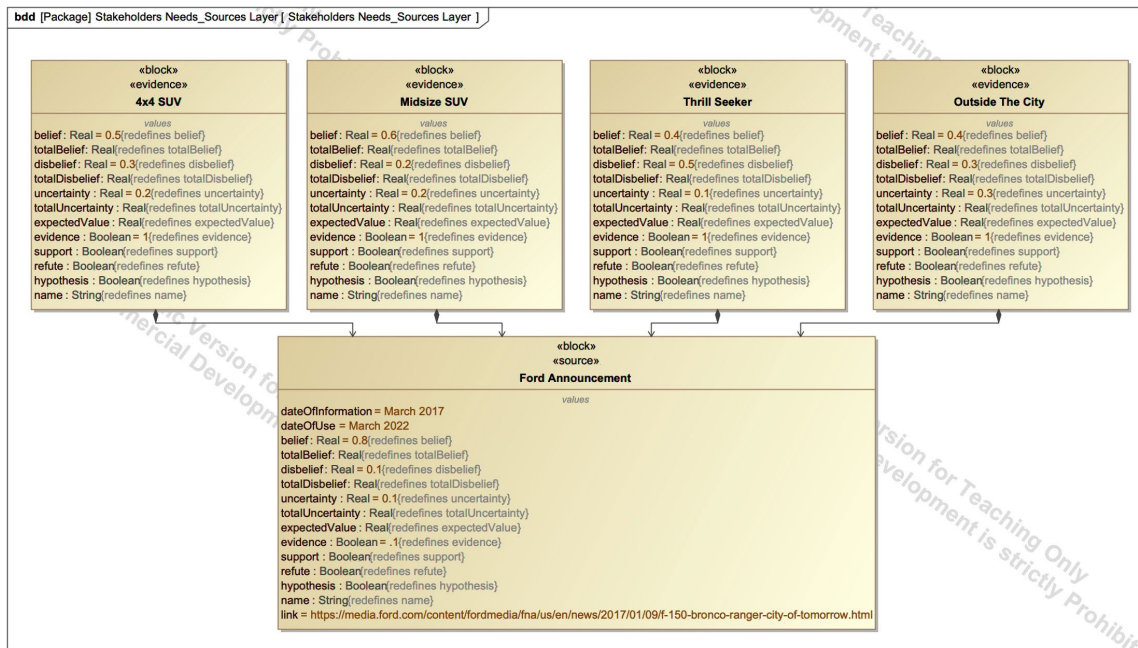 bdd [Package] Stakeholders Needs_Sources Layer [ Stakeholders Needs_Sources Layer ]
«block»
«evidence»
4x4 SUV
values
belief : Real = 0.5{redefines belief}
totalBelief : Real{redefines totalBelief}
disbelief : Real = 0.3{redefines disbelief}
totalDisbelief : Real{redefines totalDisbelief}
uncertainty : Real = 0.2{redefines uncertainty}
totalUncertainty : Real{redefines totalUncertainty}
expectedValue : Real{redefines expectedValue}
evidence : Boolean = 1{redefines evidence}
support : Boolean{redefines support}
refute : Boolean{redefines refute}
hypothesis : Boolean{redefines hypothesis}
name : String{redefines name}
«block»
«evidence»
Midsize SUV
values
belief : Real = 0.6{redefines belief}
totalBelief : Real{redefines totalBelief}
disbelief : Real = 0.2{redefines disbelief}
totalDisbelief : Real{redefines totalDisbelief}
uncertainty : Real = 0.2{redefines uncertainty}
totalUncertainty : Real{redefines totalUncertainty}
expectedValue : Real{redefines expectedValue}
evidence : Boolean = 1{redefines evidence}
support : Boolean{redefines support}
refute : Boolean{redefines refute}
hypothesis : Boolean{redefines hypothesis}
name : String{redefines name}
«block»
«evidence»
Thrill Seeker
values
belief : Real = 0.4{redefines belief}
totalBelief : Real{redefines totalBelief}
disbelief : Real = 0.5{redefines disbelief}
totalDisbelief : Real{redefines totalDisbelief}
uncertainty : Real = 0.1{redefines uncertainty}
totalUncertainty : Real{redefines totalUncertainty}
expectedValue : Real{redefines expectedValue}
evidence : Boolean = 1{redefines evidence}
support : Boolean{redefines support}
refute : Boolean{redefines refute}
hypothesis : Boolean{redefines hypothesis}
name : String{redefines name}
«block»
«evidence»
Outside The City
values
belief : Real = 0.4{redefines belief}
totalBelief : Real{redefines totalBelief}
disbelief : Real = 0.3{redefines disbelief}
totalDisbelief : Real{redefines totalDisbelief}
uncertainty : Real = 0.3{redefines uncertainty}
totalUncertainty : Real{redefines totalUncertainty}
expectedValue : Real{redefines expectedValue}
evidence : Boolean = 1{redefines evidence}
support : Boolean{redefines support}
refute : Boolean{redefines refute}
hypothesis : Boolean{redefines hypothesis}
name : String{redefines name}
«block»
«source»
Ford Announcement
values
dateOfInformation = March 2017
dateOfUse = March 2022
belief : Real = 0.8{redefines belief}
totalBelief : Real{redefines totalBelief}
disbelief : Real = 0.1{redefines disbelief}
totalDisbelief : Real{redefines totalDisbelief}
uncertainty : Real = 0.1{redefines uncertainty}
totalUncertainty : Real{redefines totalUncertainty}
expectedValue : Real{redefines expectedValue}
evidence : Boolean = .1{redefines evidence}
support : Boolean{redefines support}
refute : Boolean{redefines refute}
hypothesis : Boolean{redefines hypothesis}
name : String{redefines name}
link = https://media.ford.com/content/fordmedia/fna/us/en/news/2017/01/09/f-150-bronco-ranger-city-of-tomorrow.html
Version for Teaching Only
is strictly